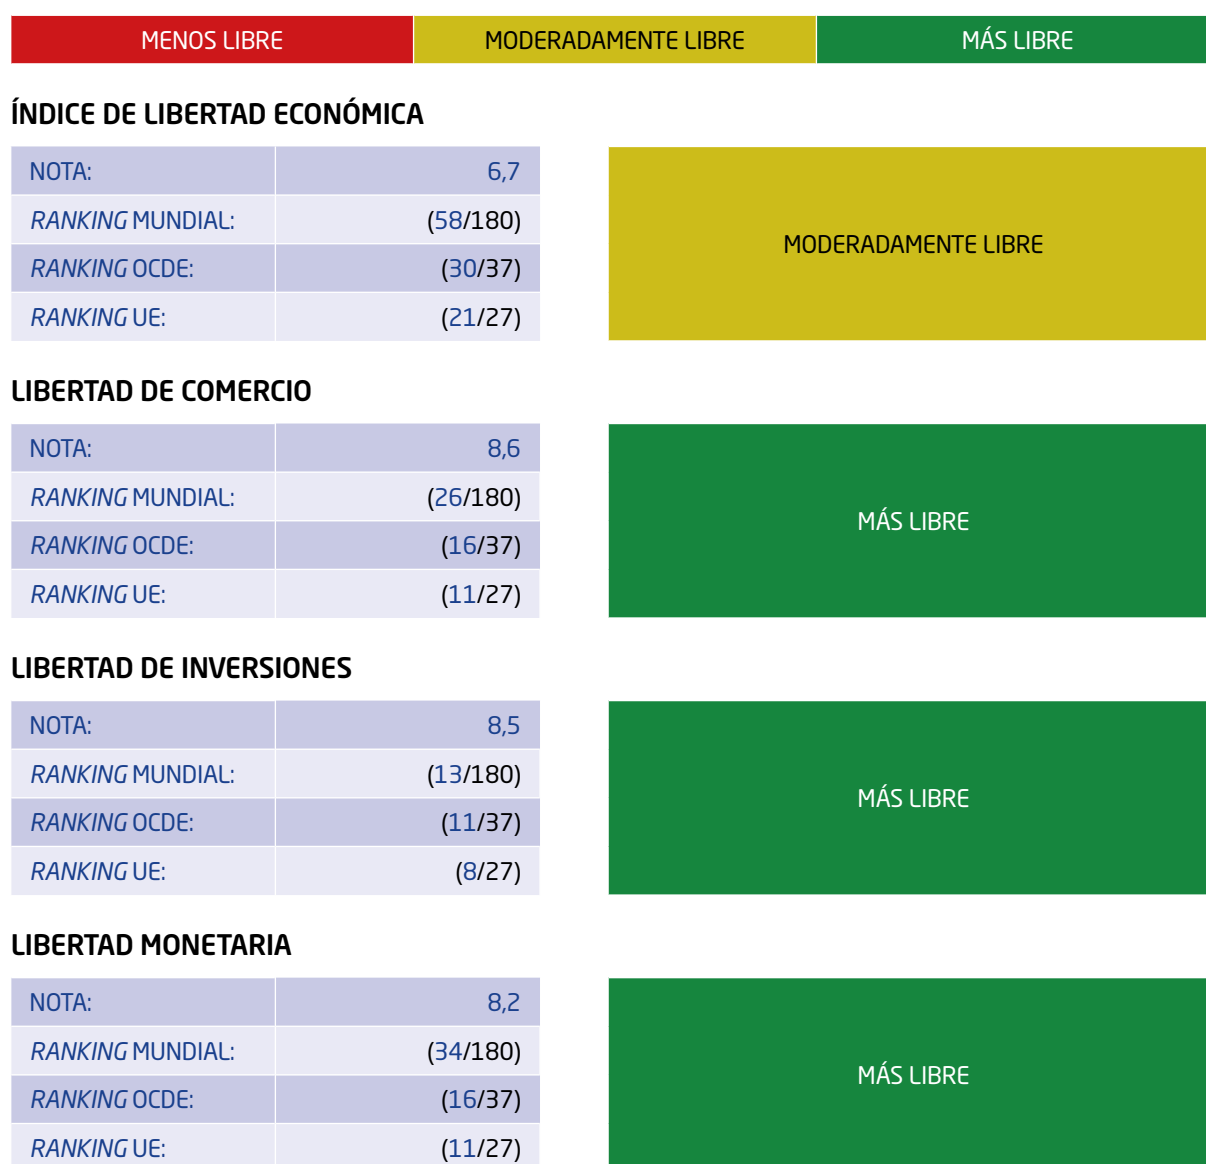 MENOS LIBRE MODERADAMENTE LIBRE MÁS LIBRE
ÍNDICE DE LIBERTAD ECONÓMICA
NOTA: 6,7
RANKING MUNDIAL: (58/180)
RANKING OCDE: (30/37)
RANKING UE: (21/27)
MODERADAMENTE LIBRE
LIBERTAD DE COMERCIO
NOTA: 8,6
RANKING MUNDIAL: (26/180)
RANKING OCDE: (16/37)
RANKING UE: (11/27)
MÁS LIBRE
LIBERTAD DE INVERSIONES
NOTA: 8,5
RANKING MUNDIAL: (13/180)
RANKING OCDE: (11/37)
RANKING UE: (8/27)
MÁS LIBRE
LIBERTAD MONETARIA
NOTA: 8,2
RANKING MUNDIAL: (34/180)
RANKING OCDE: (16/37)
RANKING UE: (11/27)
MÁS LIBRE